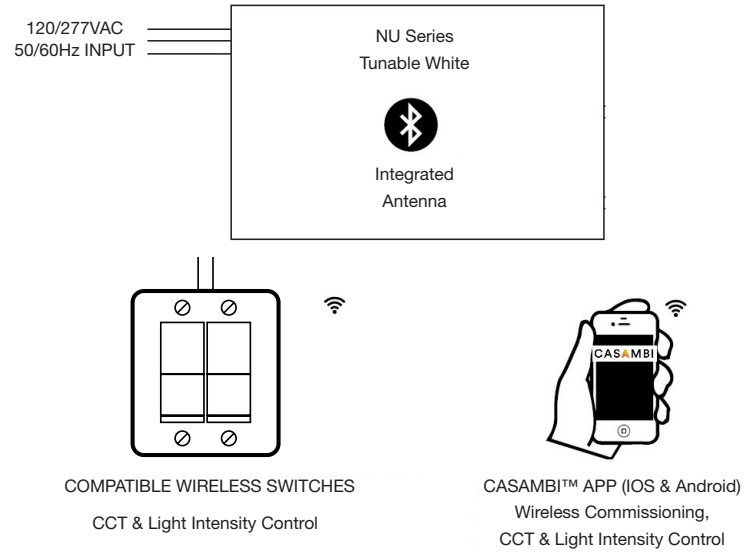 120/277VAC
50/60Hz INPUT
NU Series
Tunable White
Integrated
Antenna
CASAMBI
COMPATIBLE WIRELESS SWITCHES
CCT & Light Intensity Control
CASAMBI™ APP (IOS & Android)
Wireless Commissioning,
CCT & Light Intensity Control